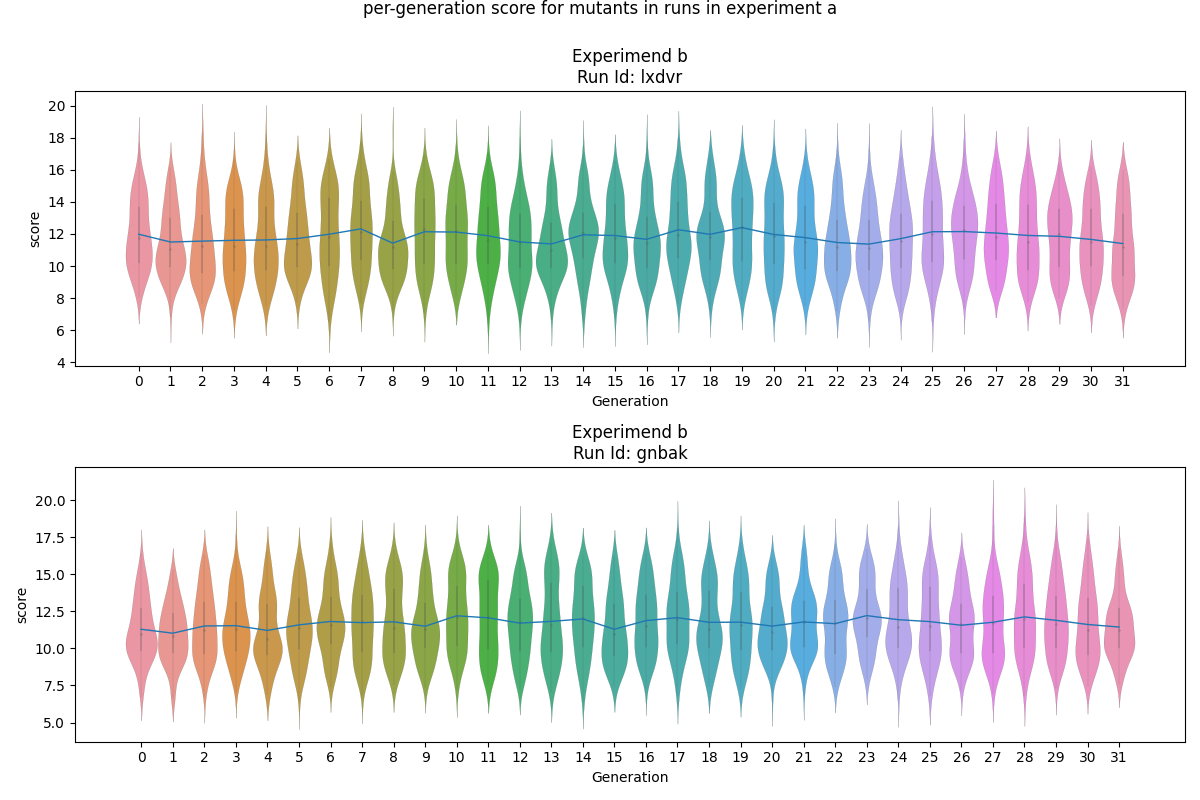 per-generation score for mutants in runs in experiment a
Experimend b
Run Id: lxdvr
score
20
18
16
14
12
10
8
6
4
0 1 2 3 4 5 6 7 8 9 10 11 12 13 14 15 16 17 18 19 20 21 22 23 24 25 26 27 28 29 30 31
Generation
Experimend b
Run Id: gnbak
score
20.0
17.5
15.0
12.5
10.0
7.5
5.0
0 1 2 3 4 5 6 7 8 9 10 11 12 13 14 15 16 17 18 19 20 21 22 23 24 25 26 27 28 29 30 31
Generation